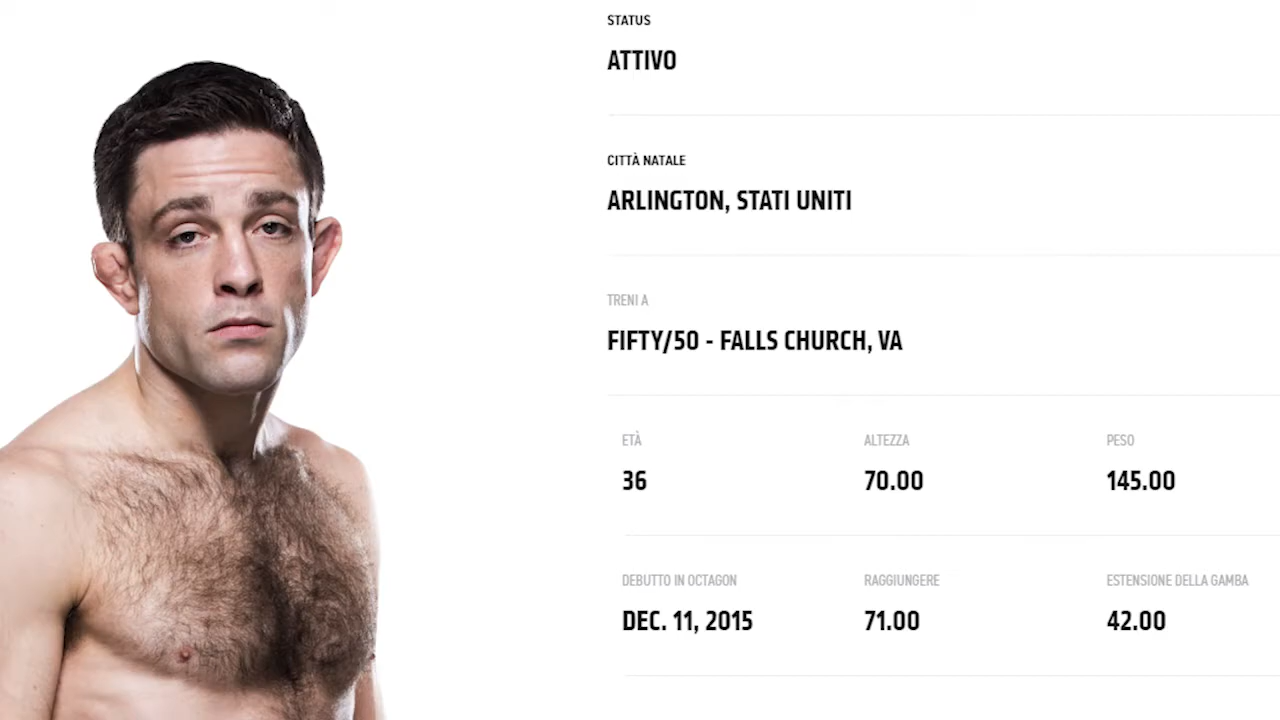 STATUS
ATTIVO
CITTÀ NATALE
ARLINGTON, STATI UNITI
TRENI A
FIFTY/50 - FALLS CHURCH, VA
ETÀ ALTEZZA PESO
36 70.00 145.00
DEBUTTO IN OCTAGON RAGGIUNGERE ESTENSIONE DELLA GAMBA
DEC. 11, 2015 71.00 42.00